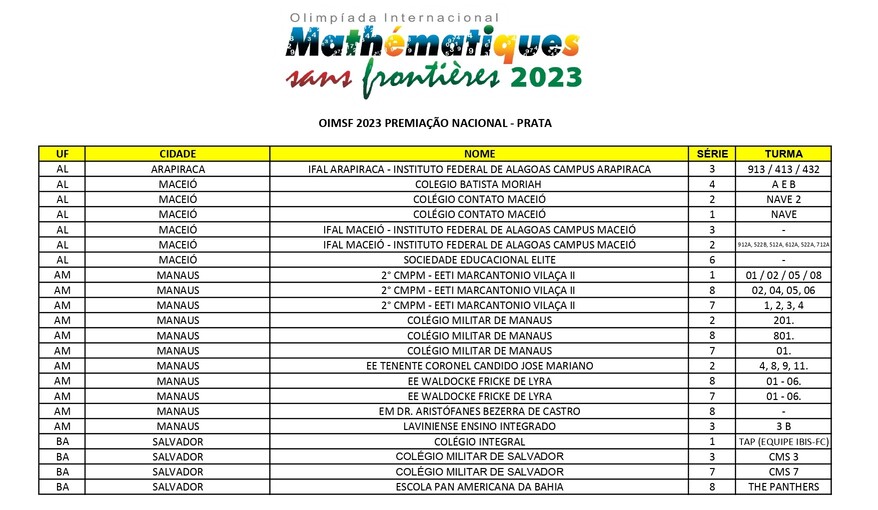 Olimpíada Internacional
Mathématiques
sans frontières 2023
OIMSF 2023 PREMIAÇÃO NACIONAL - PRATA
UF CIDADE NOME SÉRIE TURMA
AL ARAPIRACA IFAL ARAPIRACA - INSTITUTO FEDERAL DE ALAGOAS CAMPUS ARAPIRACA 3 913 / 413 / 432
AL MACEIÓ COLEGIO BATISTA MORIAH 4 A E B
AL MACEIÓ COLÉGIO CONTATO MACEIÓ 2 NAVE 2
AL MACEIÓ COLÉGIO CONTATO MACEIÓ 1 NAVE
AL MACEIÓ IFAL MACEIÓ - INSTITUTO FEDERAL DE ALAGOAS CAMPUS MACEIÓ 3 -
AL MACEIÓ IFAL MACEIÓ - INSTITUTO FEDERAL DE ALAGOAS CAMPUS MACEIÓ 2 912A, 522B, 512A, 612A, 522A, 712A
AL MACEIÓ SOCIEDADE EDUCACIONAL ELITE 6 -
AM MANAUS 2° CMPM - EETI MARCANTONIO VILAÇA II 1 01 / 02 / 05 / 08
AM MANAUS 2° CMPM - EETI MARCANTONIO VILAÇA II 8 02, 04, 05, 06
AM MANAUS 2° CMPM - EETI MARCANTONIO VILAÇA II 7 1, 2, 3, 4
AM MANAUS COLÉGIO MILITAR DE MANAUS 2 201.
AM MANAUS COLÉGIO MILITAR DE MANAUS 8 801.
AM MANAUS COLÉGIO MILITAR DE MANAUS 7 01.
AM MANAUS EE TENENTE CORONEL CANDIDO JOSE MARIANO 2 4, 8, 9, 11.
AM MANAUS EE WALDOCKE FRICKE DE LYRA 8 01 - 06.
AM MANAUS EE WALDOCKE FRICKE DE LYRA 7 01 - 06.
AM MANAUS EM DR. ARISTÓFANES BEZERRA DE CASTRO 8 -
AM MANAUS LAVINIENSE ENSINO INTEGRADO 3 3 B
BA SALVADOR COLÉGIO INTEGRAL 1 TAP (EQUIPE IBIS-FC)
BA SALVADOR COLÉGIO MILITAR DE SALVADOR 3 CMS 3
BA SALVADOR COLÉGIO MILITAR DE SALVADOR 7 CMS 7
BA SALVADOR ESCOLA PAN AMERICANA DA BAHIA 8 THE PANTHERS